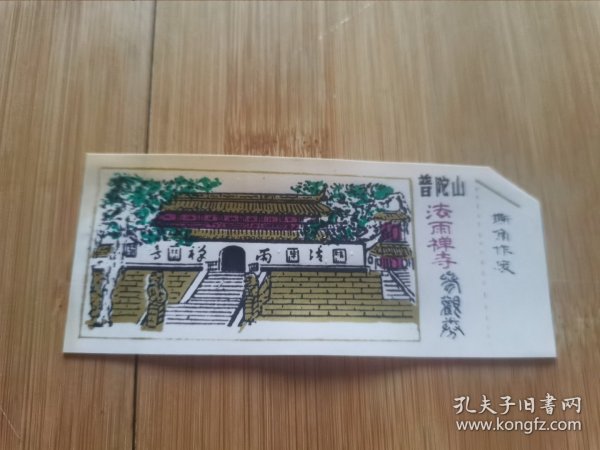 普陀山
法雨禅寺参觀券
撕角作废
寺 禅 雨 法
孔夫子旧书网
www.kongfz.com